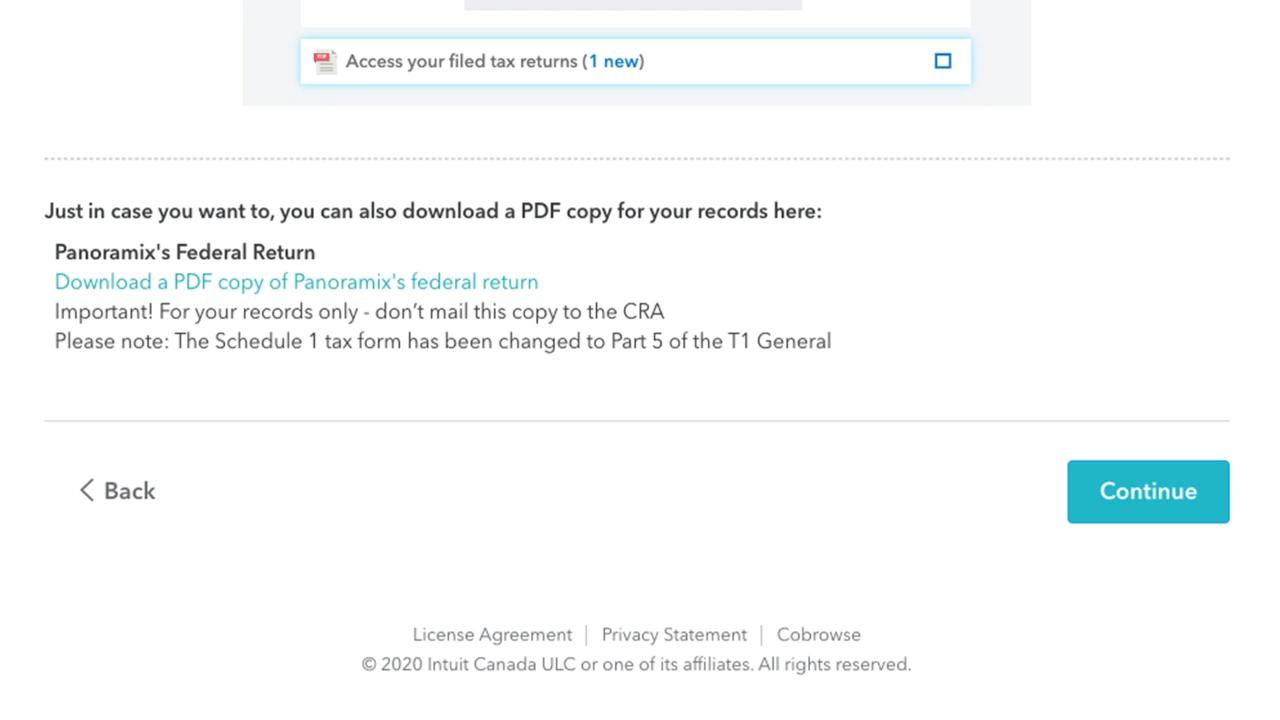 Access your filed tax returns (1 new)
Just in case you want to, you can also download a PDF copy for your records here:
Panoramix's Federal Return
Download a PDF copy of Panoramix's federal return
Important! For your records only - don’t mail this copy to the CRA
Please note: The Schedule 1 tax form has been changed to Part 5 of the T1 General
Back
Continue
License Agreement | Privacy Statement | Cobrowse
© 2020 Intuit Canada ULC or one of its affiliates. All rights reserved.